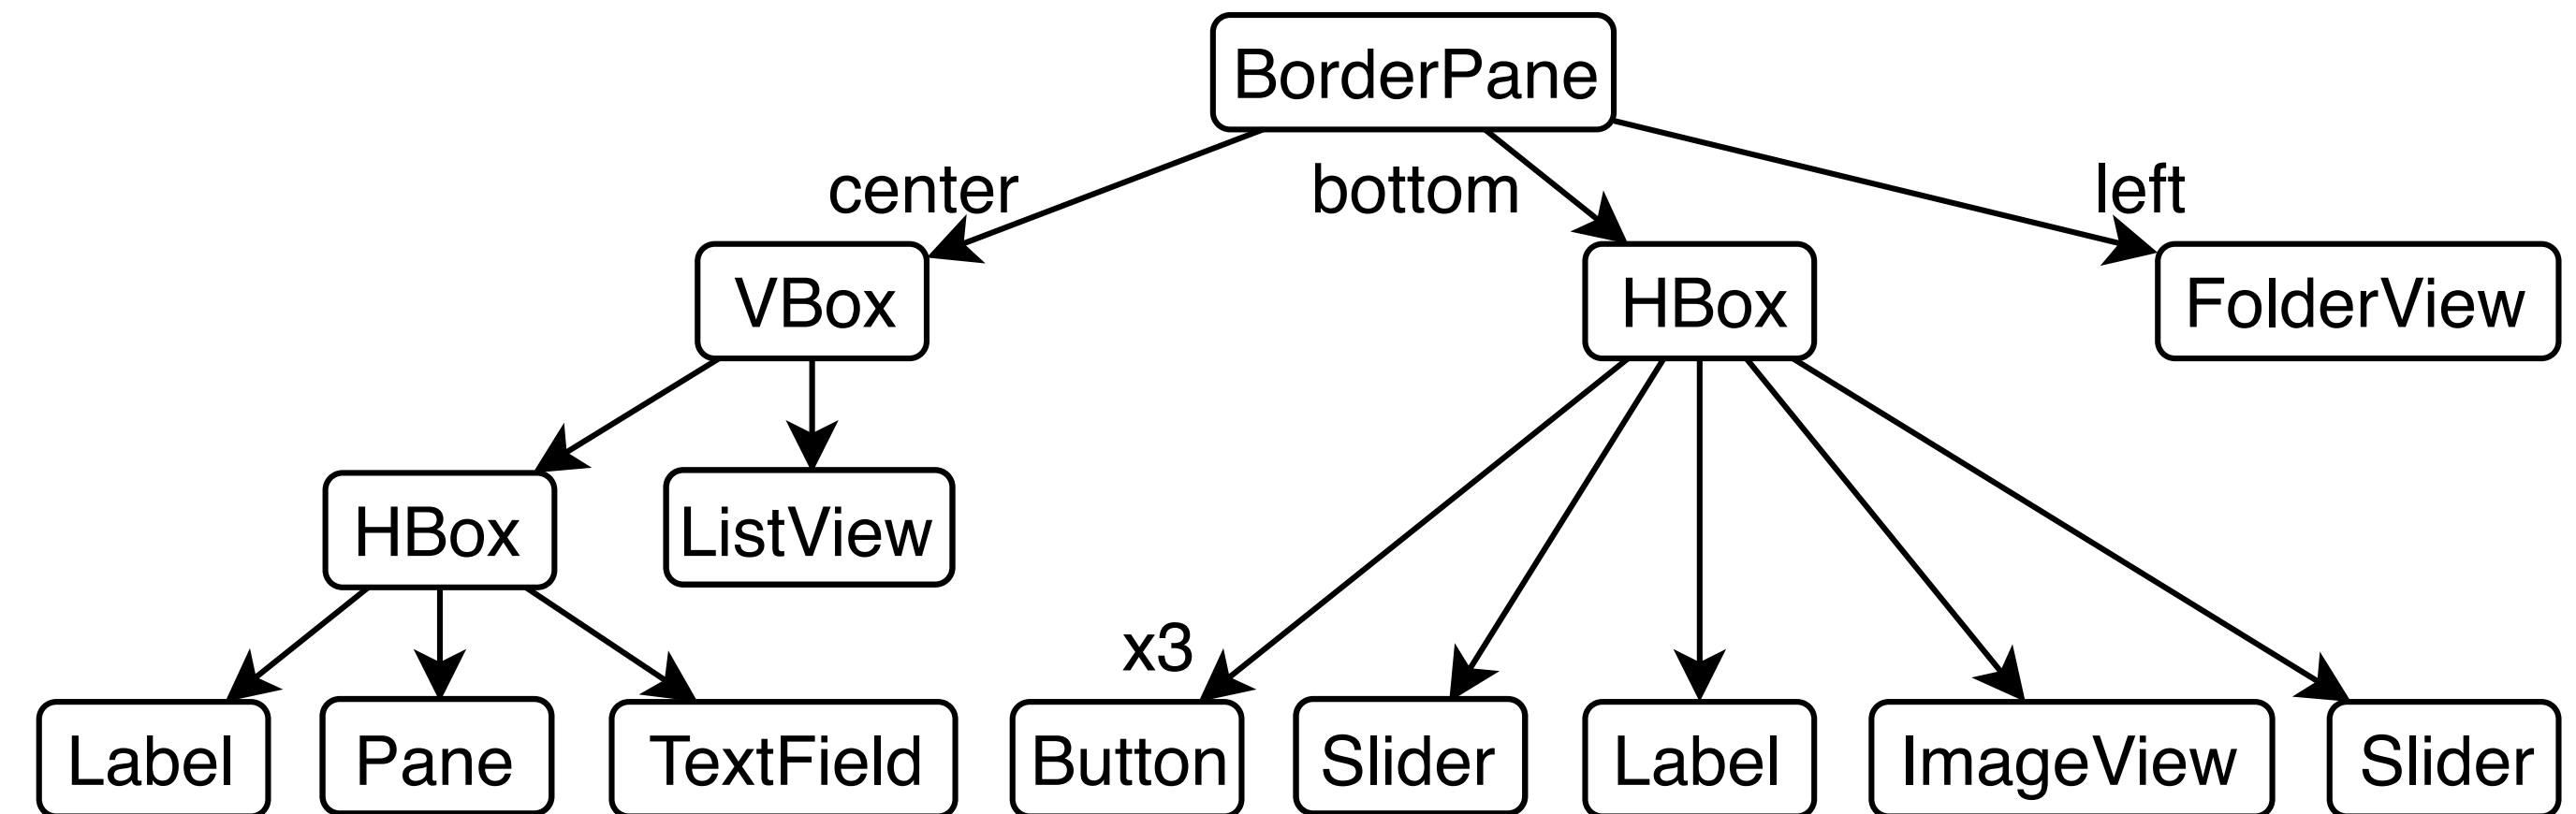 BorderPane
center
bottom
left
VBox
HBox
FolderView
HBox
ListView
x3
Label
Pane
TextField
Button
Slider
Label
ImageView
Slider